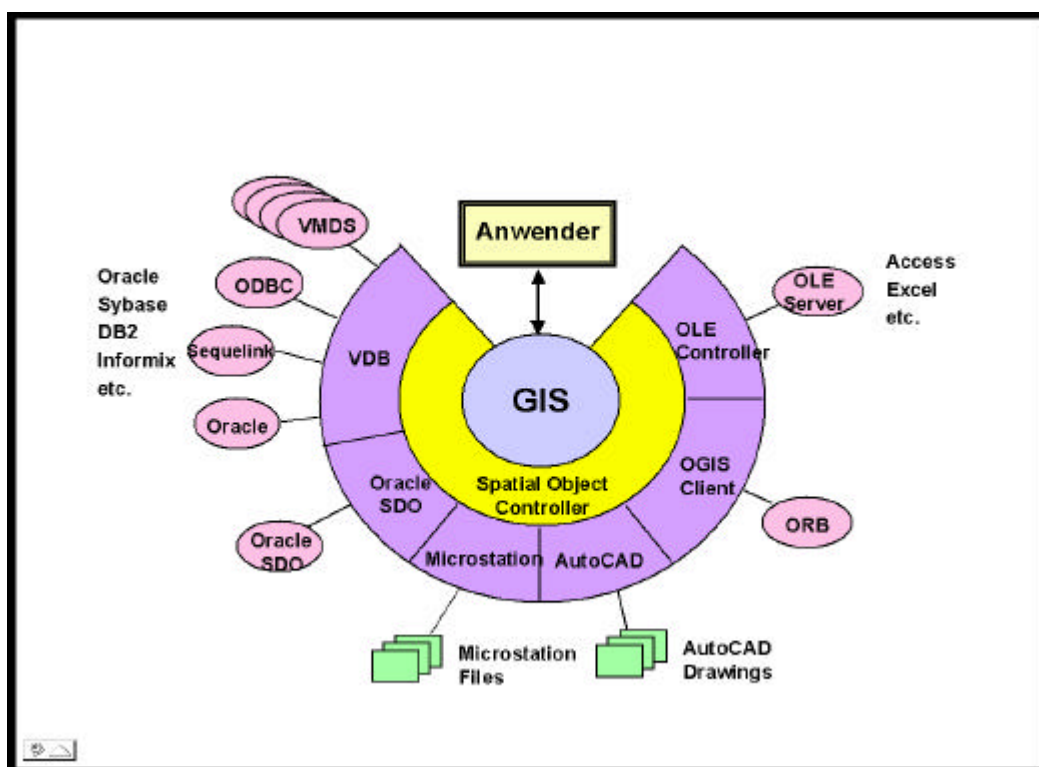 VMDS
Anwender
Oracle
Sybase
DB2
Informix
etc.
ODBC
Sequelink
Oracle
VDB
GIS
OLE
Controller
OLE
Server
Access
Excel
etc.
Oracle
SDO
Spatial Object
Controller
OGIS
Client
ORB
Oracle
SDO
Microstation
AutoCAD
Microstation
Files
AutoCAD
Drawings